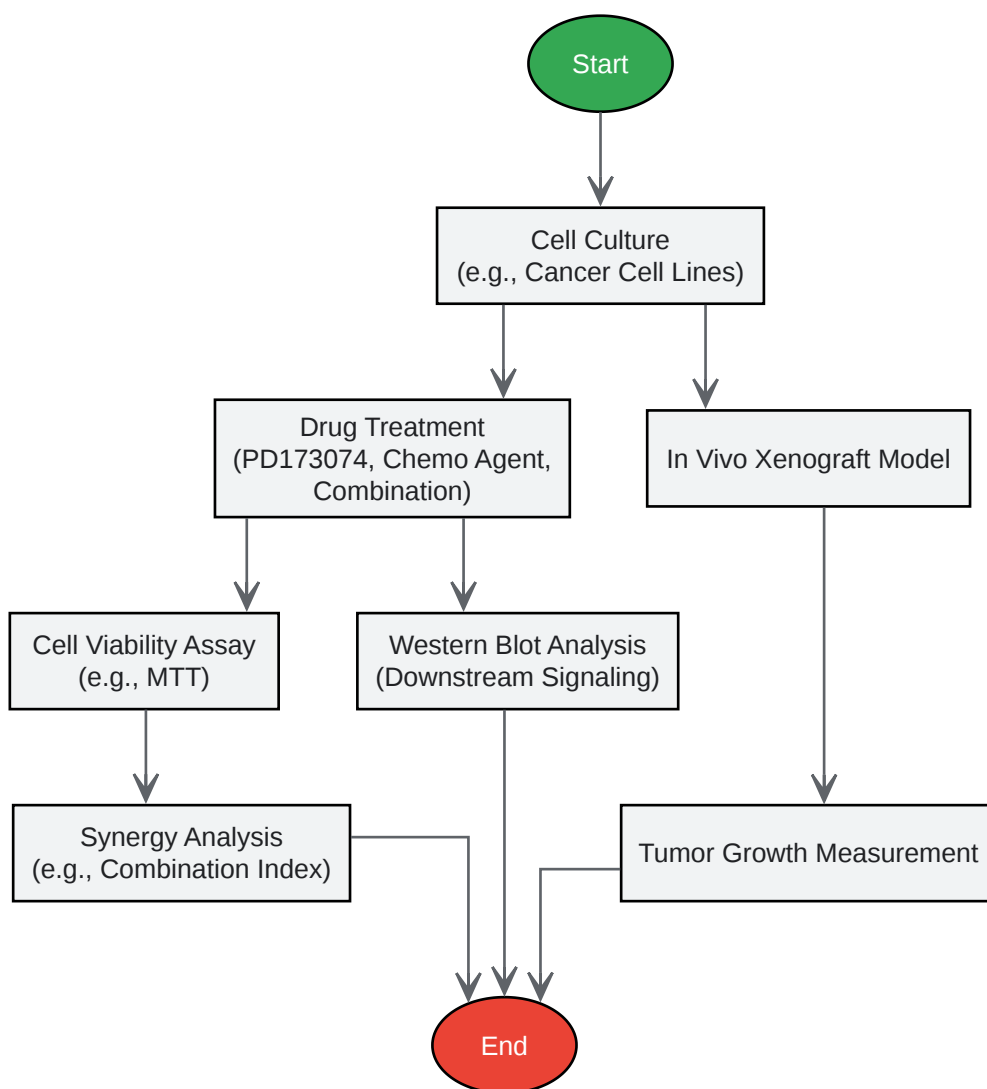 Start
Cell Culture
(e.g., Cancer Cell Lines)
Drug Treatment
(PD173074, Chemo Agent,
Combination)
In Vivo Xenograft Model
Cell Viability Assay
(e.g., MTT)
Western Blot Analysis
(Downstream Signaling)
Synergy Analysis
(e.g., Combination Index)
Tumor Growth Measurement
End